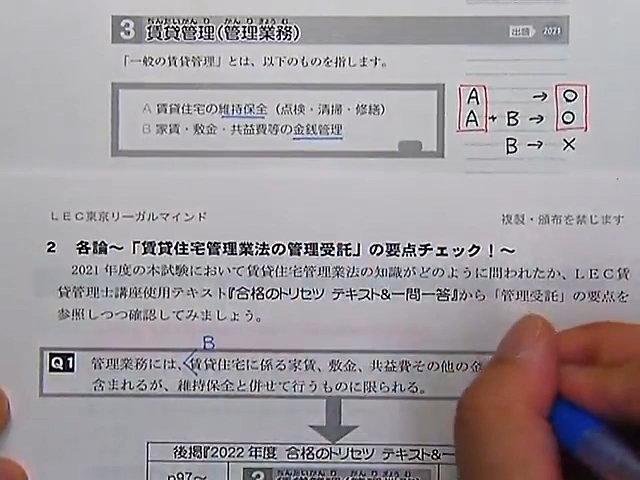 3 賃貸管理(管理業務) 出題 2021
「一般の賃貸管理」とは、以下のものを指します。
A 賃貸住宅の維持保全（点検・清掃・修繕）
B 家賃・敷金・共益費等の金銭管理
A → ○
A + B → ○
B → ×
LEC東京リーガルマインド 複製・頒布を禁じます
2 各論～「賃貸住宅管理業法の管理受託」の要点チェック！～
2021年度の本試験において賃貸住宅管理業法の知識がどのように問われたか、LEC賃
貸管理士講座使用テキスト『合格のトリセツ テキスト&一問一答』から「管理受託」の要点を
参照しつつ確認してみましょう。
B
Q1 管理業務には、賃貸住宅に係る家賃、敷金、共益費その他の金
含まれるが、維持保全と併せて行うものに限られる。
後掲『2022年度 合格のトリセツ テキスト&一
p97～ 3